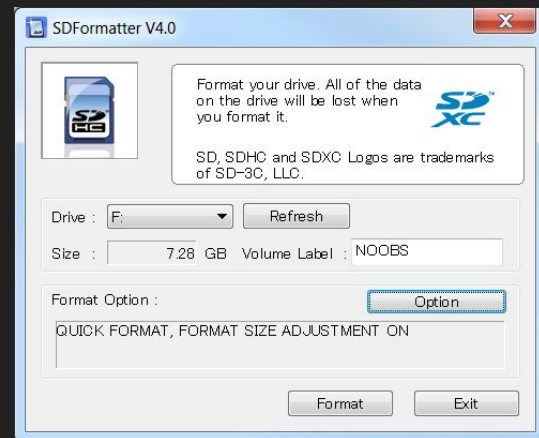 SDFormatter V4.0
Format your drive. All of the data
on the drive will be lost when
you format it.
SD, SDHC and SDXC Logos are trademarks
of SD-3C, LLC.
SD
HC
SD
XC
™
Drive : F: Refresh
Size : 7.28 GB Volume Label : NOOBS
Format Option : Option
QUICK FORMAT, FORMAT SIZE ADJUSTMENT ON
Format Exit